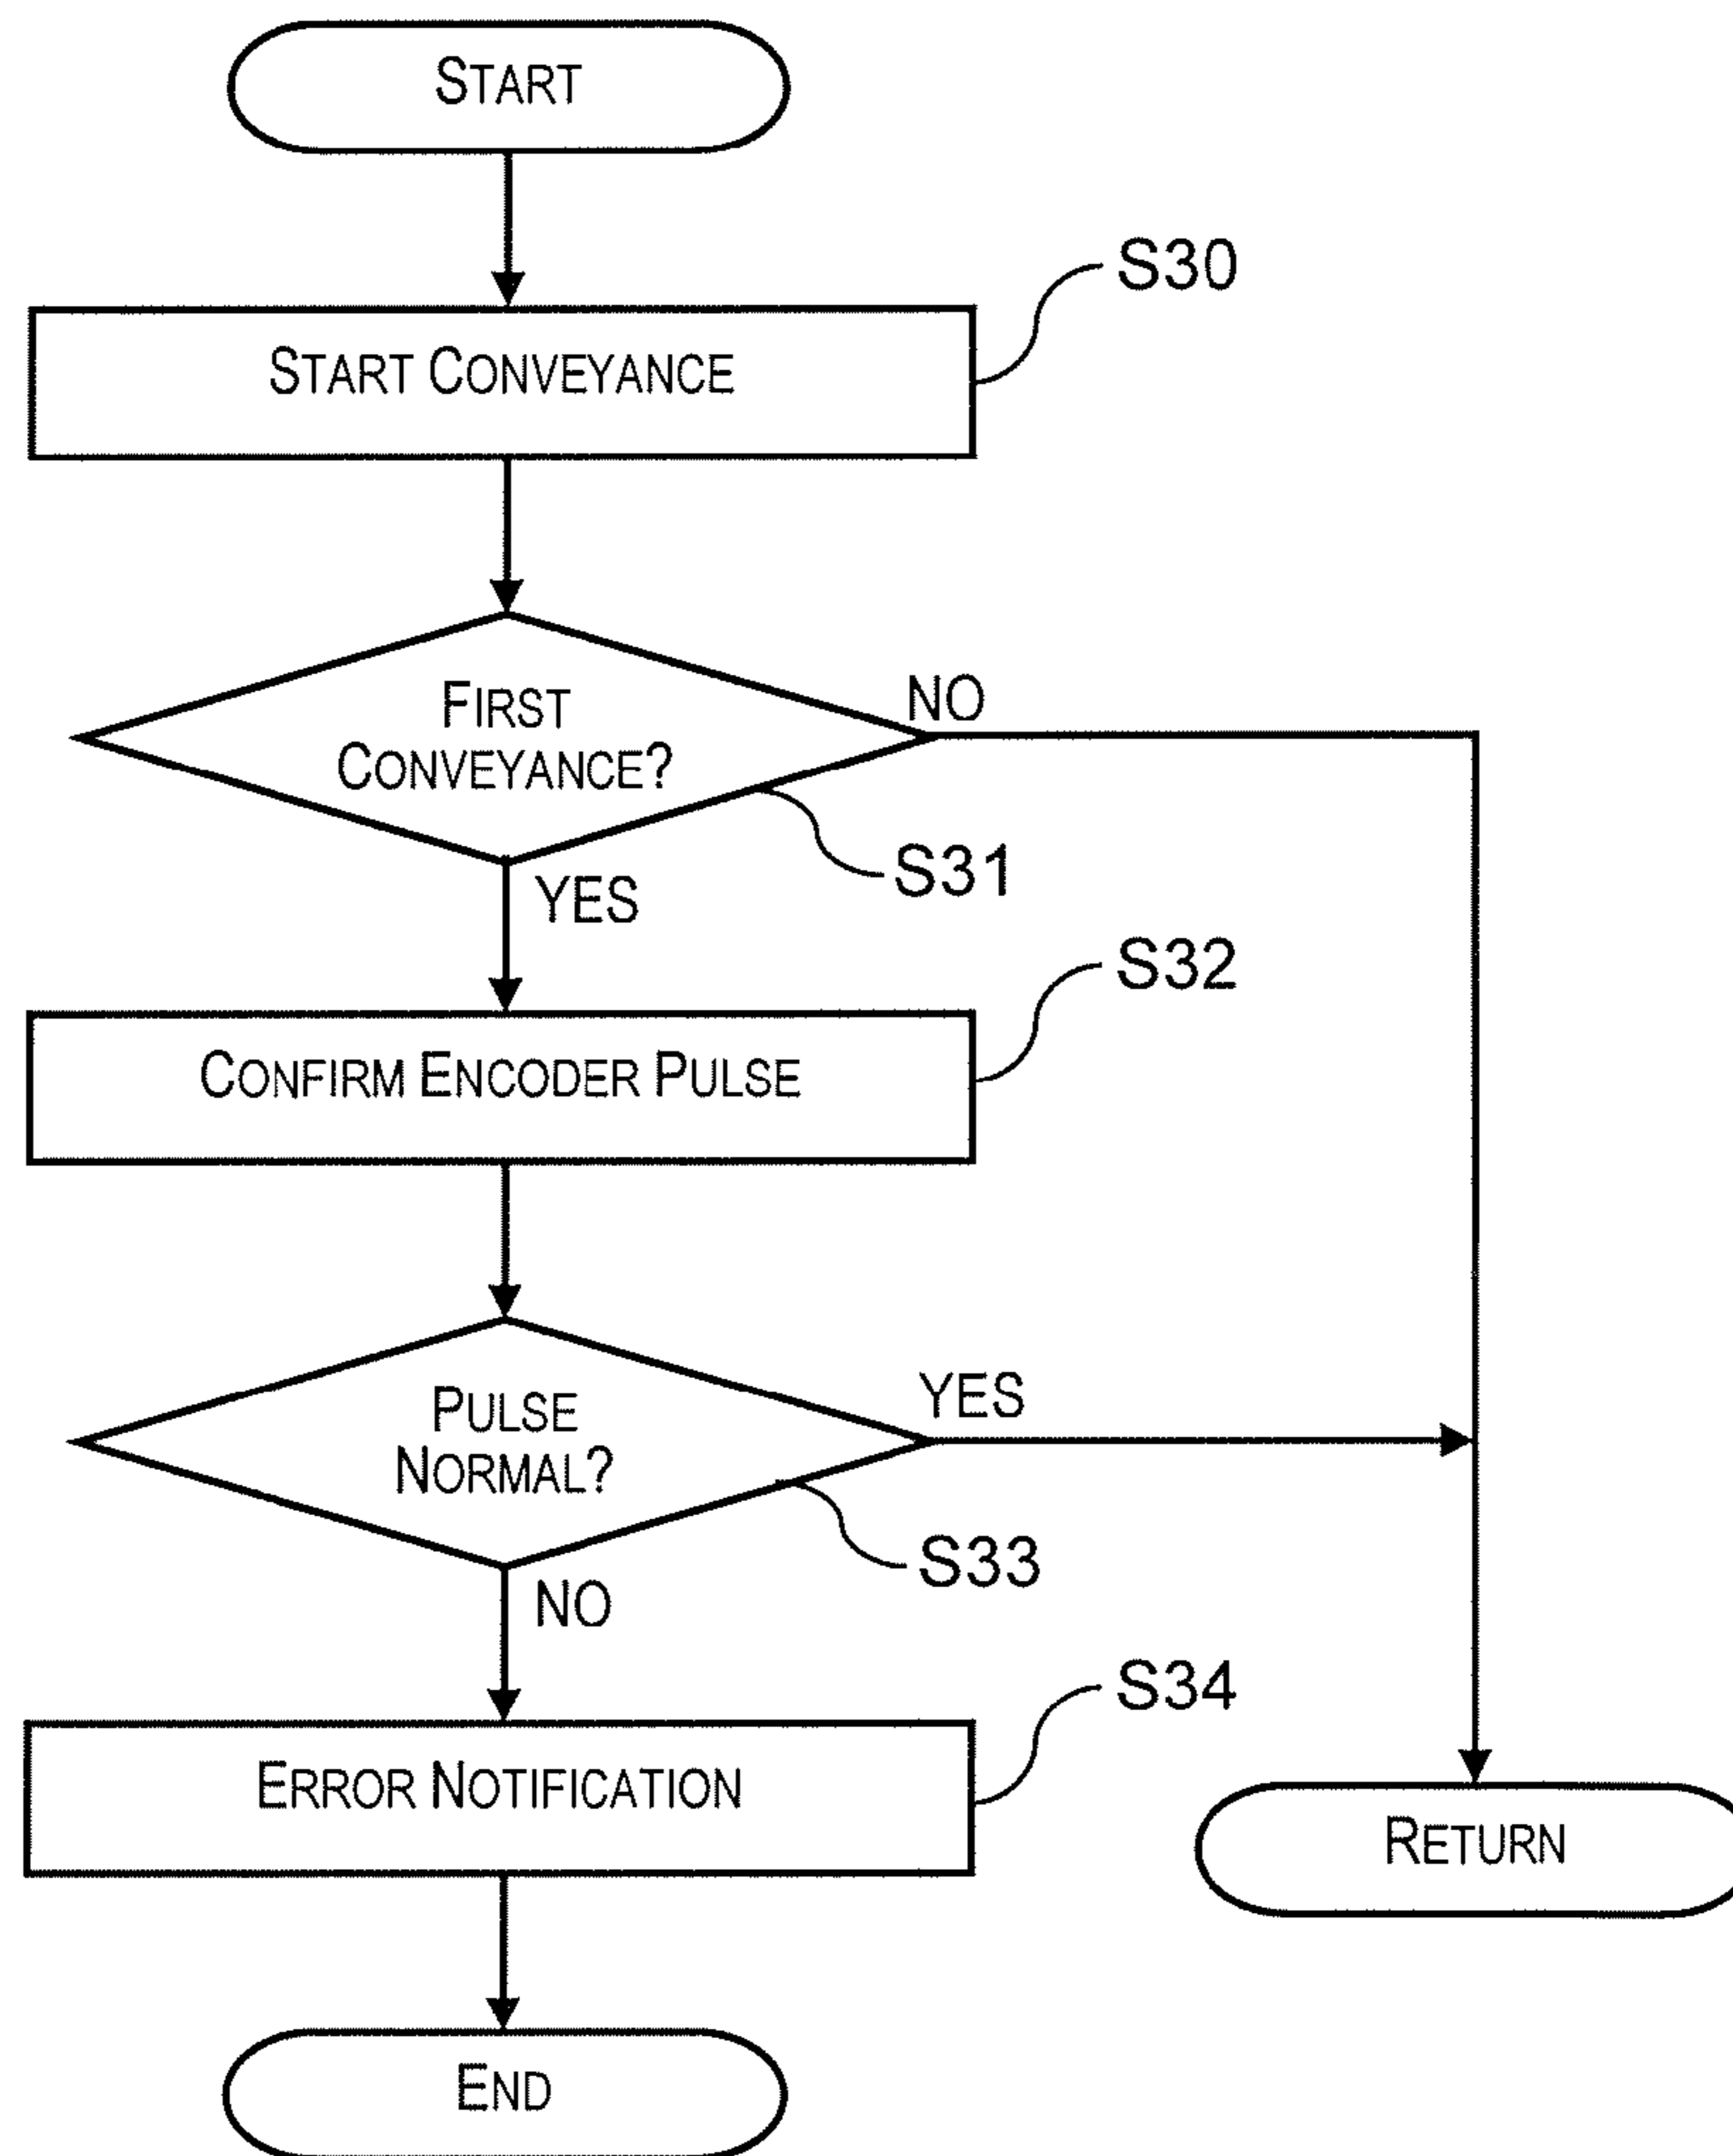 START
S30
START CONVEYANCE
FIRST
CONVEYANCE?
NO
S31
YES
S32
CONFIRM ENCODER PULSE
PULSE
NORMAL?
YES
S33
NO
S34
ERROR NOTIFICATION
RETURN
END